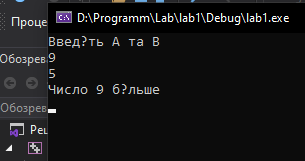 Проце
Обозрев
Обозрев
Реш
D:\Programm\Lab\lab1\Debug\lab1.exe
Введ?ть А та В
9
5
Число 9 б?льше